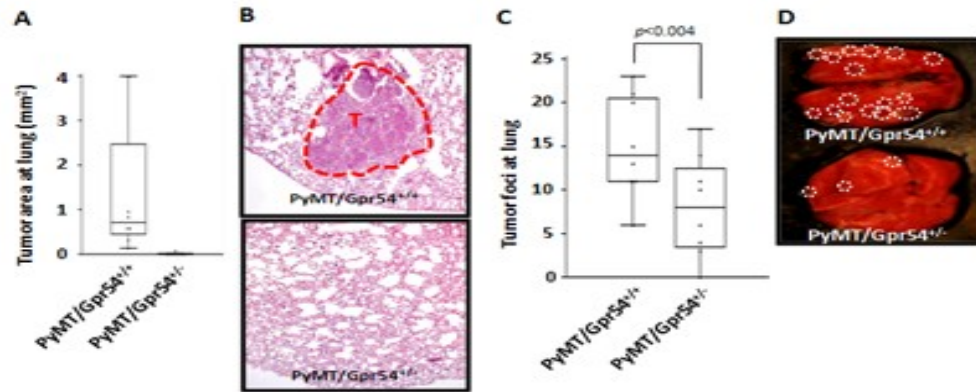 A
Tumor area at lung (mm²)
4
3
2
1
0
PyMT/Gpr54⁺/⁺
PyMT/Gpr54⁺/⁻
B
T
PyMT/Gpr54⁺/⁺
PyMT/Gpr54⁺/⁻
C
p<0.004
Tumor foci at lung
25
20
15
10
5
0
PyMT/Gpr54⁺/⁺
PyMT/Gpr54⁺/⁻
D
PyMT/Gpr54⁺/⁺
PyMT/Gpr54⁺/⁻